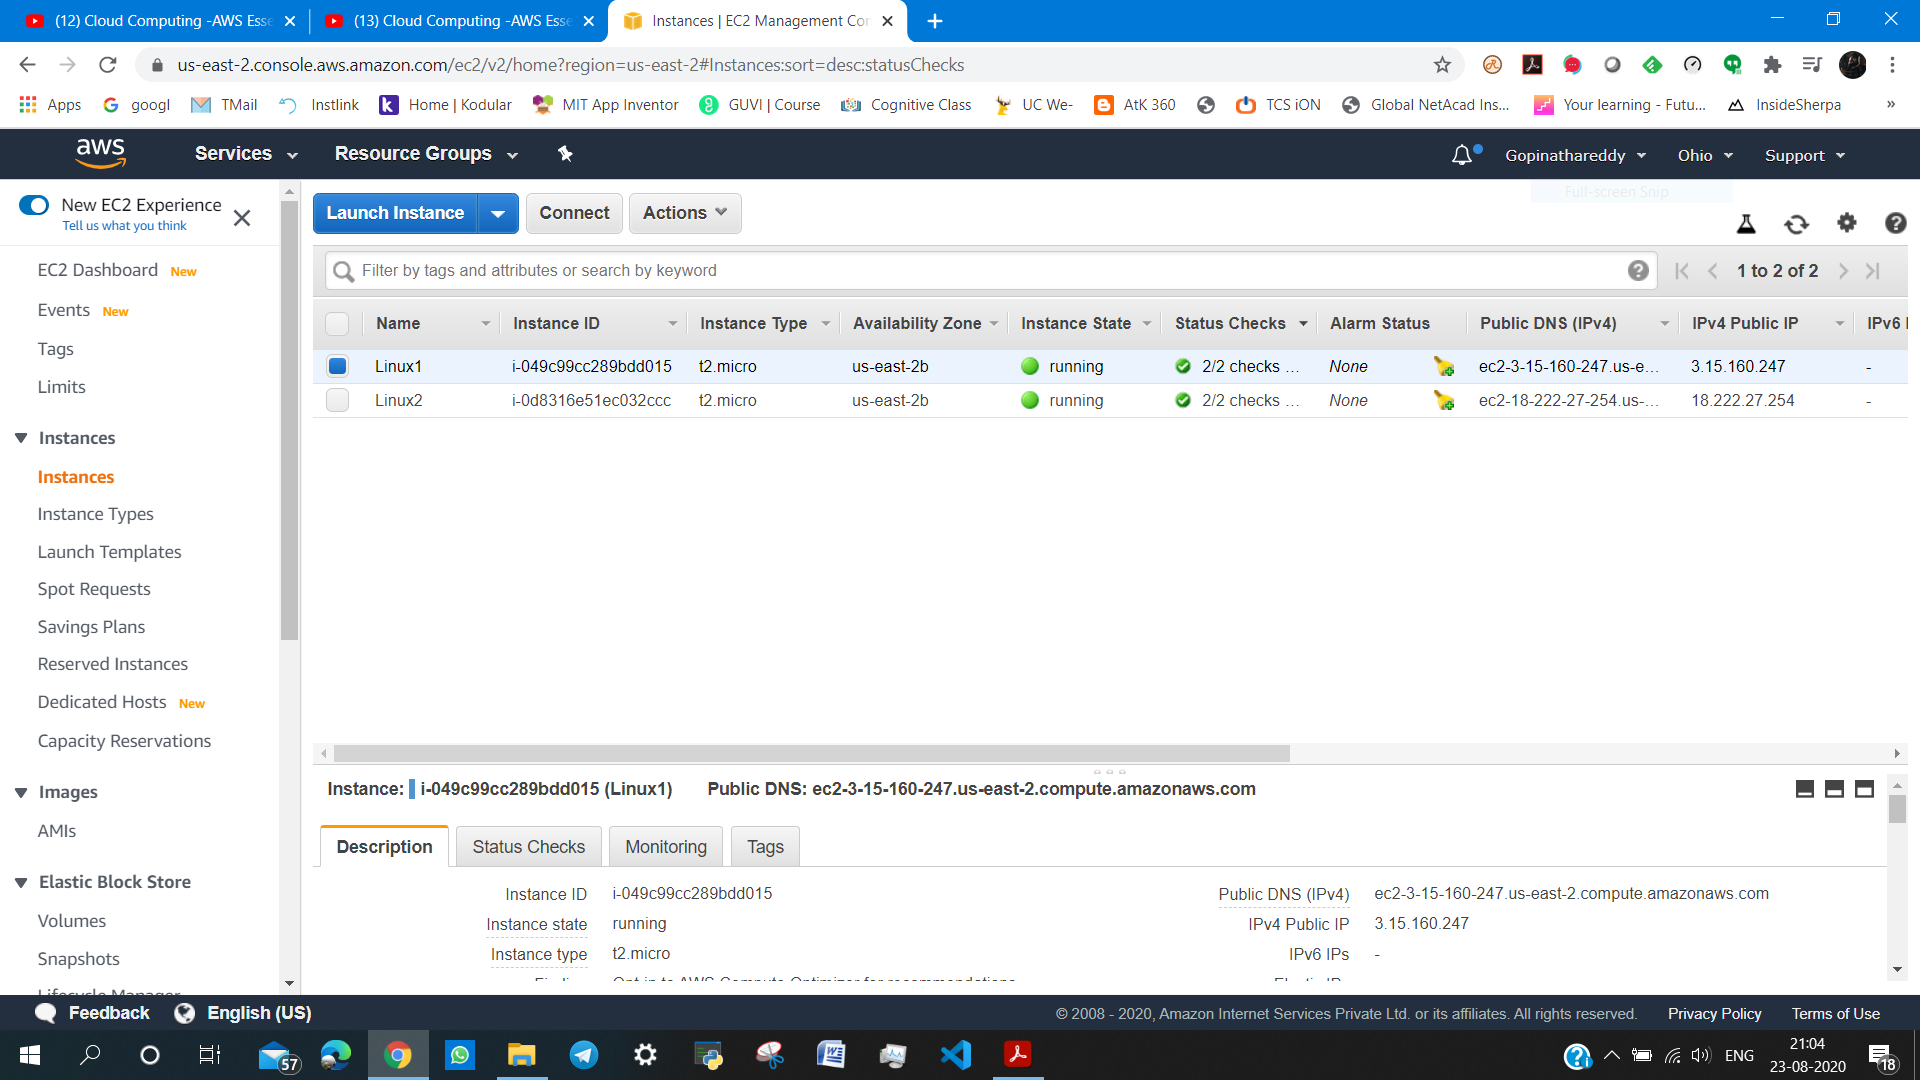 (12) Cloud Computing -AWS Esse
(13) Cloud Computing -AWS Esse
Instances | EC2 Management Con
us-east-2.console.aws.amazon.com/ec2/v2/home?region=us-east-2#Instances:sort=desc:statusChecks
Apps googl TMail Instlink Home | Kodular MIT App Inventor GUVI | Course Cognitive Class UC We- AtK 360 TCS iON Global NetAcad Ins... Your learning - Futu... InsideSherpa »
aws Services Resource Groups Gopinathareddy Ohio Support
Full-screen Snip
New EC2 Experience
Tell us what you think
Launch Instance Connect Actions
EC2 Dashboard New
Events New
Tags
Limits
Instances
Instances
Instance Types
Launch Templates
Spot Requests
Savings Plans
Reserved Instances
Dedicated Hosts New
Capacity Reservations
Images
AMIs
Elastic Block Store
Volumes
Snapshots
Lifecycle Manager
Filter by tags and attributes or search by keyword
1 to 2 of 2
Name Instance ID Instance Type Availability Zone Instance State Status Checks Alarm Status Public DNS (IPv4) IPv4 Public IP IPv6 I
Linux1 i-049c99cc289bdd015 t2.micro us-east-2b running 2/2 checks ... None ec2-3-15-160-247.us-e... 3.15.160.247 -
Linux2 i-0d8316e51ec032ccc t2.micro us-east-2b running 2/2 checks ... None ec2-18-222-27-254.us-... 18.222.27.254 -
Instance: i-049c99cc289bdd015 (Linux1) Public DNS: ec2-3-15-160-247.us-east-2.compute.amazonaws.com
Description Status Checks Monitoring Tags
Instance ID i-049c99cc289bdd015
Instance state running
Instance type t2.micro
Opt-in to AWS Compute Optimizer for recommendations
Public DNS (IPv4) ec2-3-15-160-247.us-east-2.compute.amazonaws.com
IPv4 Public IP 3.15.160.247
IPv6 IPs -
Feedback English (US) © 2008 - 2020, Amazon Internet Services Private Ltd. or its affiliates. All rights reserved. Privacy Policy Terms of Use
57
ENG
21:04
23-08-2020
18